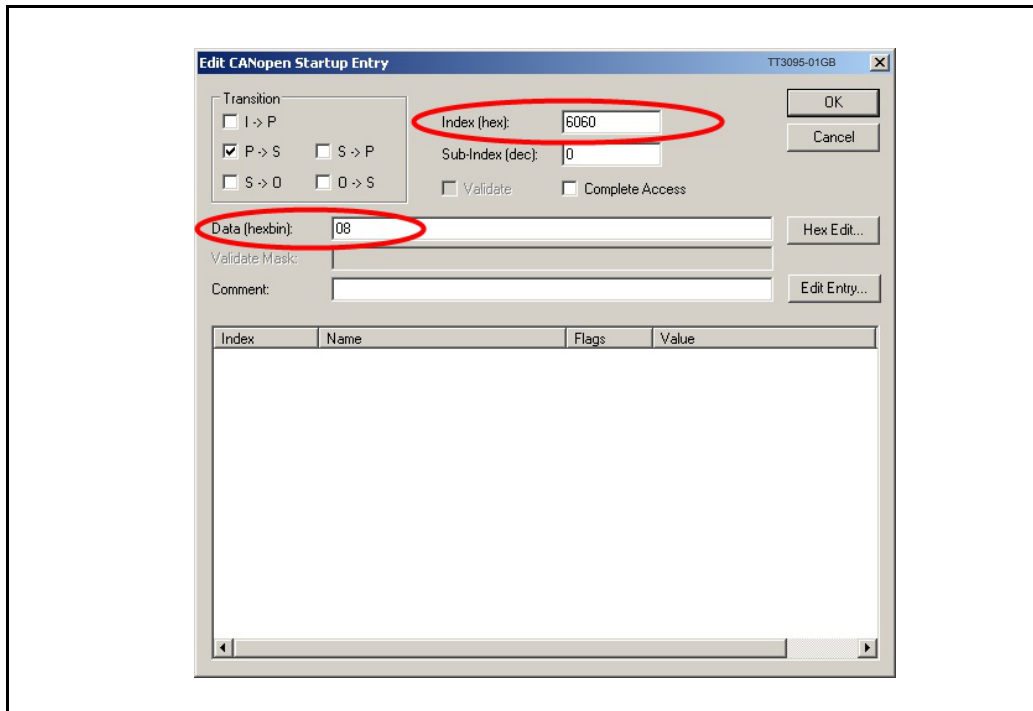 Edit CANopen Startup Entry
TT3095-01GB
Transition
I -> P
P -> S
S -> P
S -> O
O -> S
Index (hex): 6060
Sub-Index (dec): 0
Validate
Complete Access
OK
Cancel
Data (hexbin): 08
Hex Edit...
Validate Mask:
Comment:
Edit Entry...
Index Name Flags Value